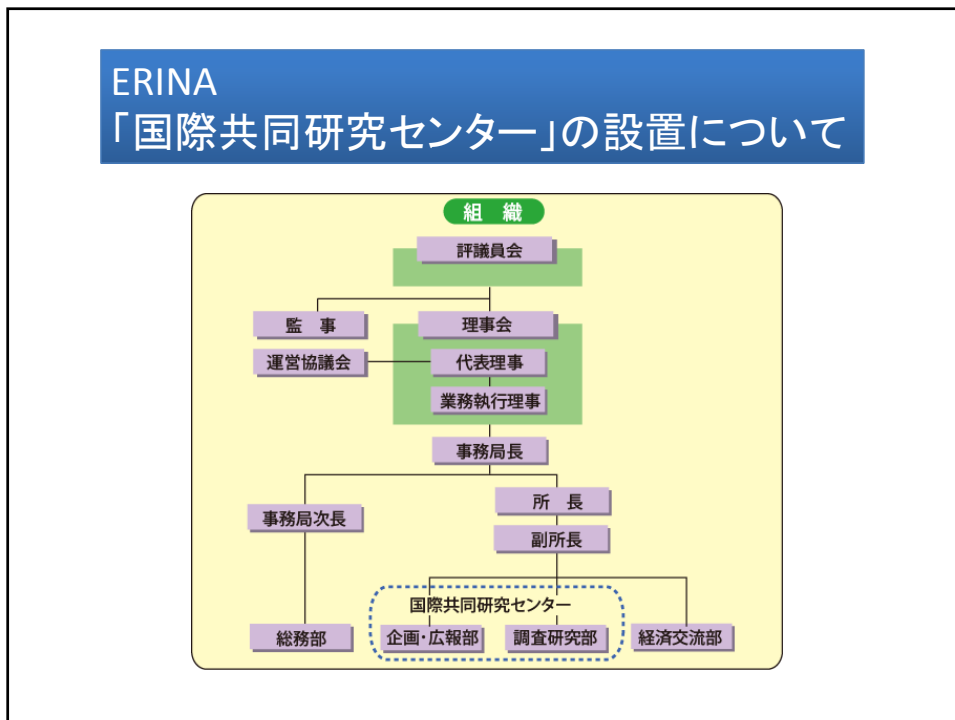 ERINA
「国際共同研究センター」の設置について
組　織
評議員会
監　事
理事会
運営協議会
代表理事
業務執行理事
事務局長
所　長
事務局次長
副所長
国際共同研究センター
総務部
企画・広報部
調査研究部
経済交流部